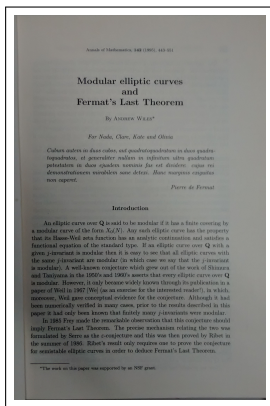 Annals of Mathematics, 142 (1995), 443-551
Modular elliptic curves
and
Fermat's Last Theorem
By Andrew Wiles*
For Nada, Clare, Kate and Olivia
Cubum autem in duos cubos, aut quadratoquadratum in duos quadra-
toquadratos, et generaliter nullam in infinitum ultra quadratum
potestatem in duos ejusdem nominis fas est dividere: cujus rei
demonstrationem mirabilem sane detexi. Hanc marginis exiguitas
non caperet.
Pierre de Fermat
Introduction
An elliptic curve over Q is said to be modular if it has a finite covering by
a modular curve of the form X₀(N). Any such elliptic curve has the property
that its Hasse-Weil zeta function has an analytic continuation and satisfies a
functional equation of the standard type. If an elliptic curve over Q with a
given j-invariant is modular then it is easy to see that all elliptic curves with
the same j-invariant are modular (in which case we say that the j-invariant
is modular). A well-known conjecture which grew out of the work of Shimura
and Taniyama in the 1950's and 1960's asserts that every elliptic curve over Q
is modular. However, it only became widely known through its publication in a
paper of Weil in 1967 [We] (as an exercise for the interested reader!), in which,
moreover, Weil gave conceptual evidence for the conjecture. Although it had
been numerically verified in many cases, prior to the results described in this
paper it had only been known that finitely many j-invariants were modular.
In 1985 Frey made the remarkable observation that this conjecture should
imply Fermat's Last Theorem. The precise mechanism relating the two was
formulated by Serre as the ε-conjecture and this was then proved by Ribet in
the summer of 1986. Ribet's result only requires one to prove the conjecture
for semistable elliptic curves in order to deduce Fermat's Last Theorem.
*The work on this paper was supported by an NSF grant.